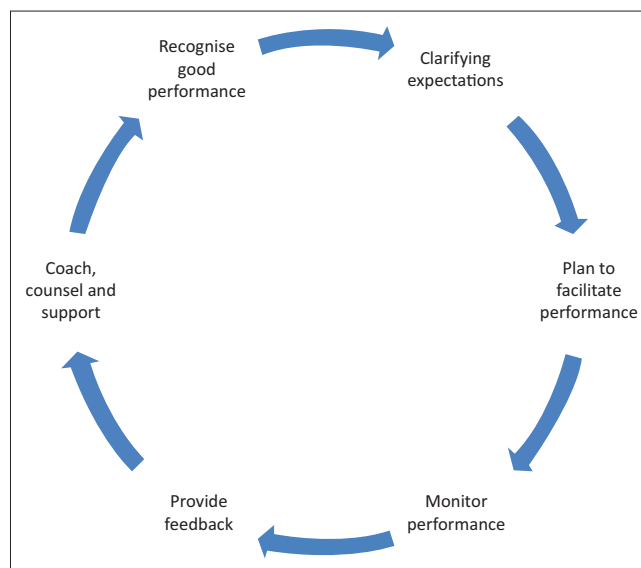 Recognise
good
performance
Clarifying
expectations
Plan to
facilitate
performance
Monitor
performance
Provide
feedback
Coach,
counsel and
support